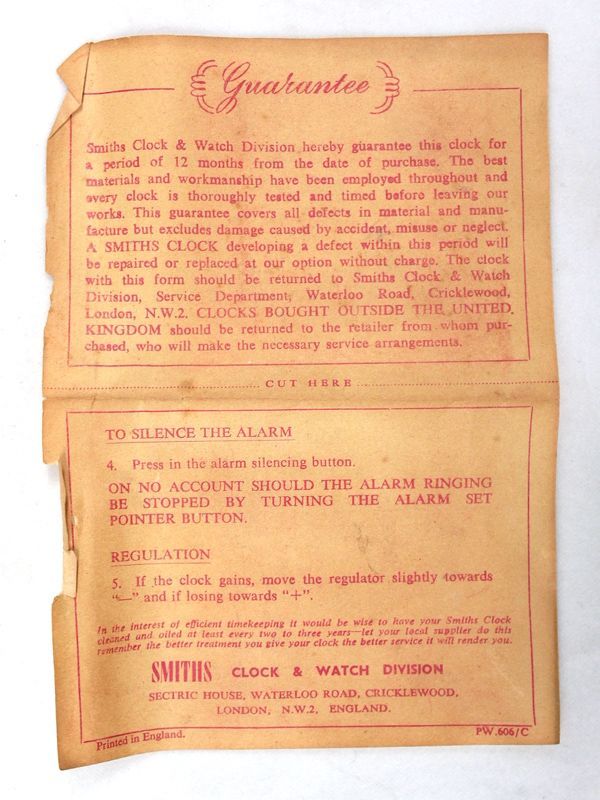 Guarantee
Smiths Clock & Watch Division hereby guarantee this clock for
a period of 12 months from the date of purchase. The best
materials and workmanship have been employed throughout and
every clock is thoroughly tested and timed before leaving our
works. This guarantee covers all defects in material and manu-
facture but excludes damage caused by accident, misuse or neglect.
A SMITHS CLOCK developing a defect within this period will
be repaired or replaced at our option without charge. The clock
with this form should be returned to Smiths Clock & Watch
Division, Service Department, Waterloo Road, Cricklewood,
London, N.W.2. CLOCKS BOUGHT OUTSIDE THE UNITED
KINGDOM should be returned to the retailer from whom pur-
chased, who will make the necessary service arrangements.
CUT HERE
TO SILENCE THE ALARM
4. Press in the alarm silencing button.
ON NO ACCOUNT SHOULD THE ALARM RINGING
BE STOPPED BY TURNING THE ALARM SET
POINTER BUTTON.
REGULATION
5. If the clock gains, move the regulator slightly towards
"—" and if losing towards "+".
In the interest of efficient timekeeping it would be wise to have your Smiths Clock
cleaned and oiled at least every two to three years—let your local supplier do this
remember the better treatment you give your clock the better service it will render you.
SMITHS CLOCK & WATCH DIVISION
SECTRIC HOUSE, WATERLOO ROAD, CRICKLEWOOD,
LONDON, N.W.2, ENGLAND.
Printed in England.
PW.606/C